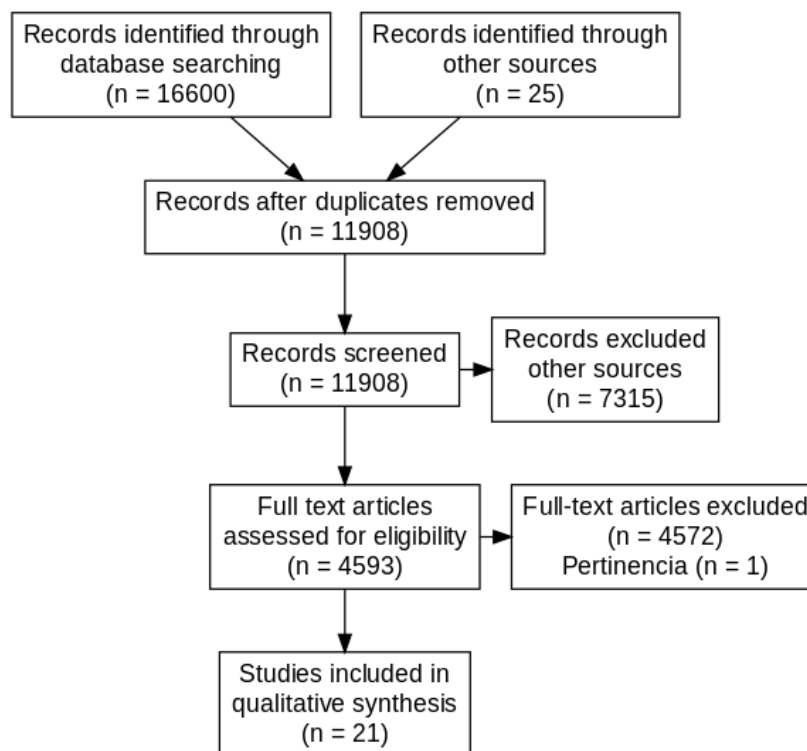 Records identified through
database searching
(n = 16600)
Records identified through
other sources
(n = 25)
Records after duplicates removed
(n = 11908)
Records screened
(n = 11908)
Records excluded
other sources
(n = 7315)
Full text articles
assessed for eligibility
(n = 4593)
Full-text articles excluded
(n = 4572)
Pertinencia (n = 1)
Studies included in
qualitative synthesis
(n = 21)